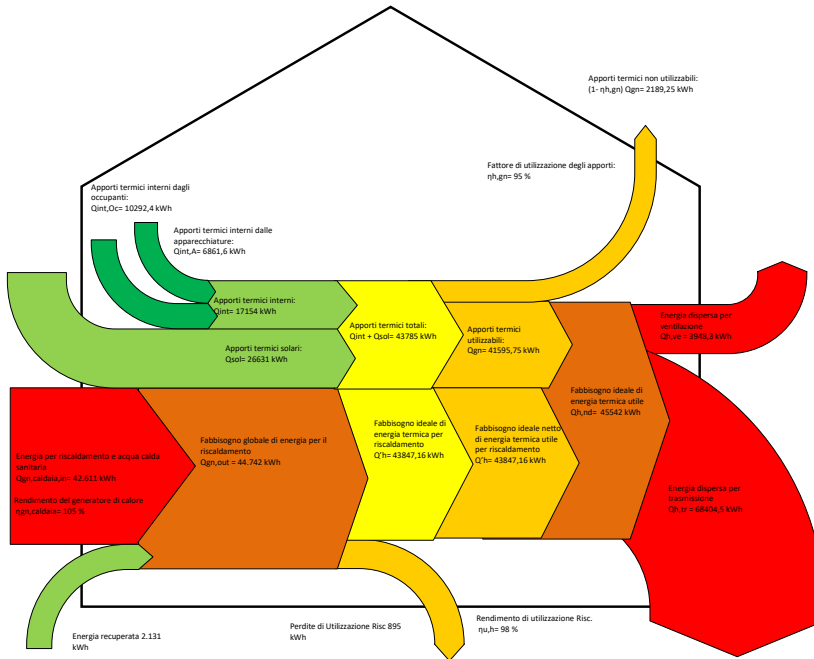 Apporti termici non utilizzabili:
(1- ηh,gn) Qgn= 2189,25 kWh
Fattore di utilizzazione degli apporti:
ηh,gn= 95 %
Apporti termici interni dagli
occupanti:
Qint,Oc= 10292,4 kWh
Apporti termici interni dalle
apparecchiature:
Qint,A= 6861,6 kWh
Apporti termici interni:
Qint= 17154 kWh
Apporti termici solari:
Qsol= 26631 kWh
Apporti termici totali:
Qint + Qsol= 43785 kWh
Apporti termici
utilizzabili:
Qgn= 41595,75 kWh
Energia dispersa per
ventilazione
Qh,ve= 3948,3 kWh
Fabbisogno ideale di
energia termica utile
Qh,nd= 45542 kWh
Energia per riscaldamento e acqua calda
sanitaria
Qgn,caldaia,in= 42.611 kWh
Rendimento del generatore di calore
ηgn,caldaia= 105 %
Fabbisogno globale di energia per il
riscaldamento
Qgn,out = 44.742 kWh
Fabbisogno ideale di
energia termica per
riscaldamento
Q'h= 43847,16 kWh
Fabbisogno ideale netto
di energia termica utile
per riscaldamento
Q'h= 43847,16 kWh
Energia dispersa per
trasmissione
Qh,tr = 68404,5 kWh
Energia recuperata 2.131
kWh
Perdite di Utilizzazione Risc 895
kWh
Rendimento di utilizzazione Risc.
ηu,h= 98 %